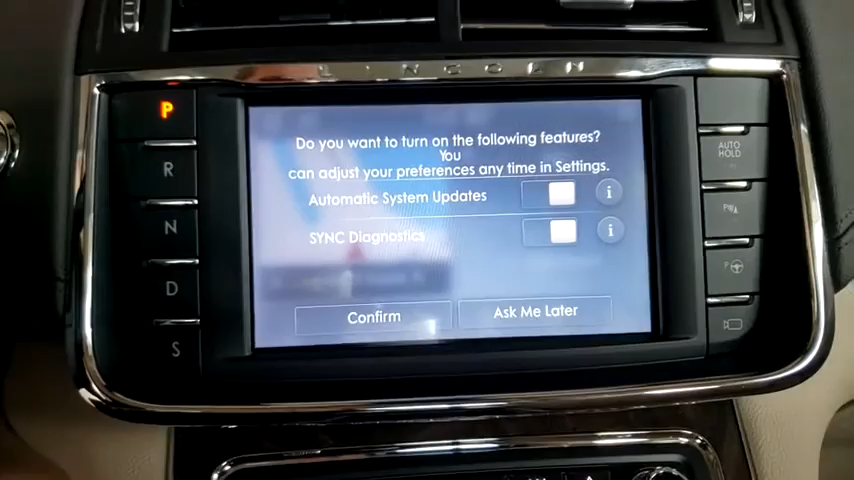 LINCOLN
P
R
N
D
S
Do you want to turn on the following features?
You
can adjust your preferences any time in Settings.
Automatic System Updates
i
SYNC Diagnostics
i
Confirm
Ask Me Later
AUTO
HOLD
P
P